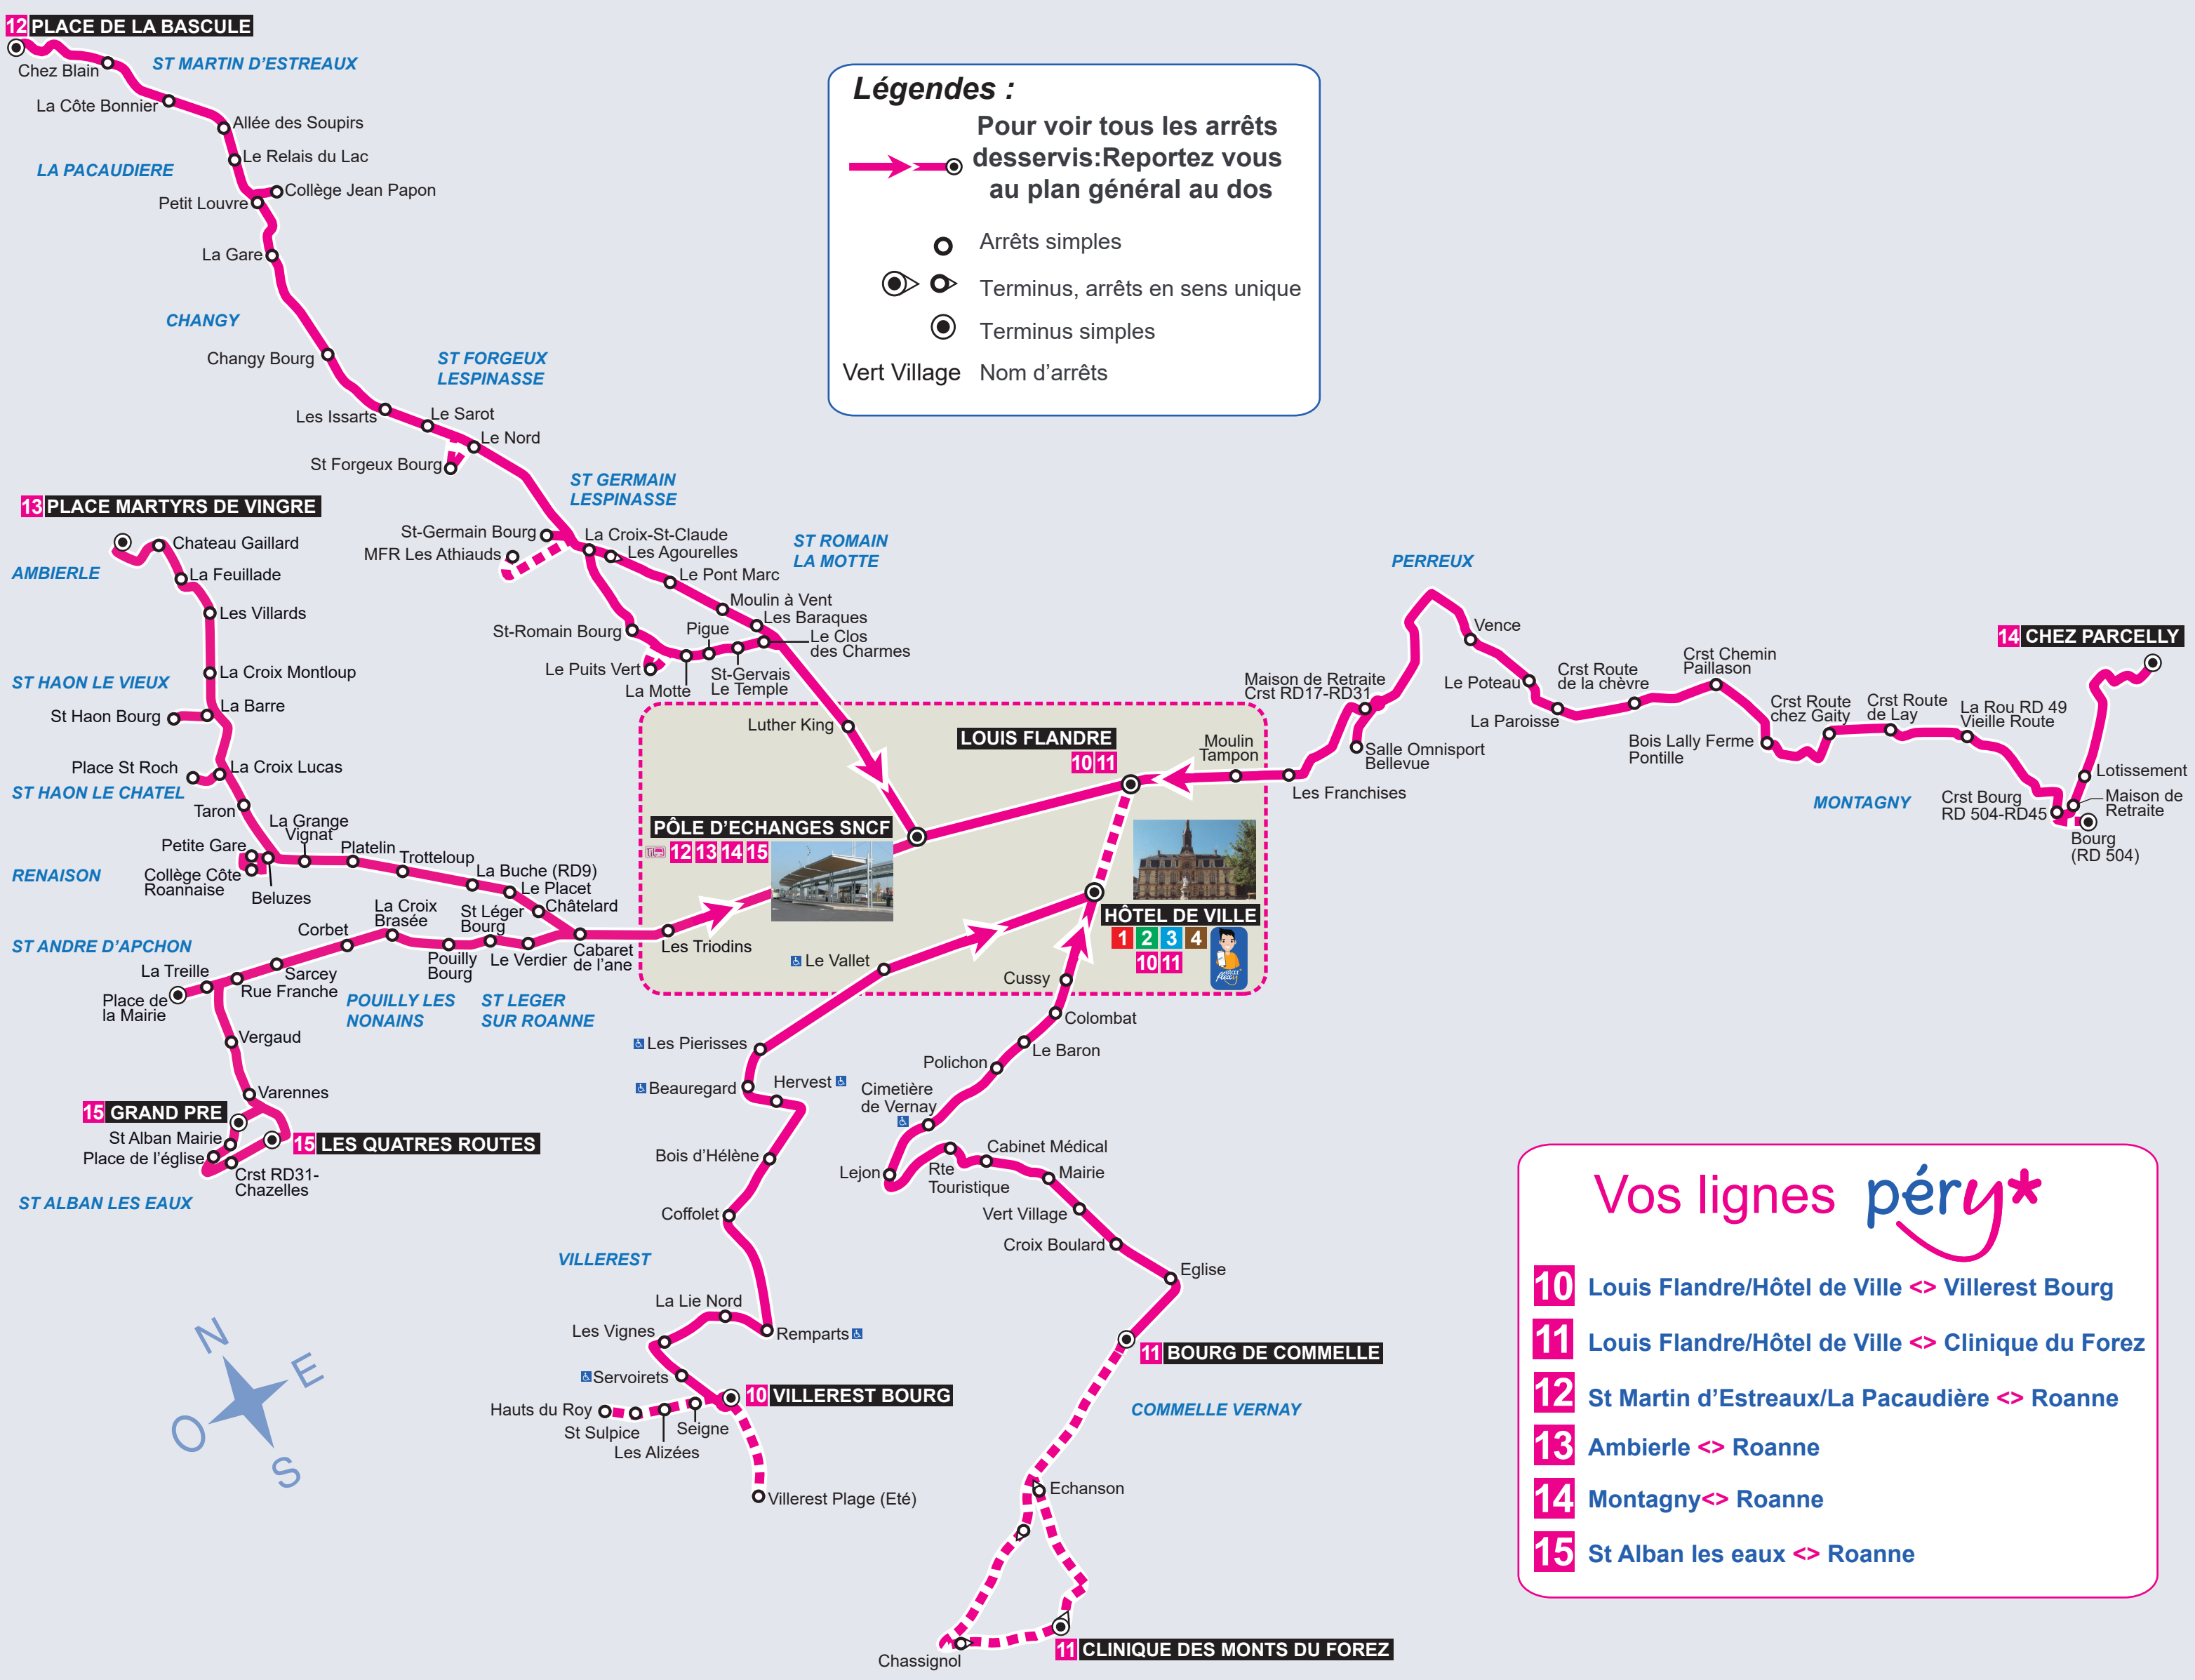 12 PLACE DE LA BASCULE
Chez Blain
ST MARTIN D'ESTREAUX
La Côte Bonnier
Allée des Soupirs
Le Relais du Lac
LA PACAUDIERE
Collège Jean Papon
Petit Louvre
La Gare
CHANGY
Changy Bourg
ST FORGEUX
LESPINASSE
Les Issarts
Le Sarot
Le Nord
St Forgeux Bourg
ST GERMAIN
LESPINASSE
St-Germain Bourg
MFR Les Athiauds
La Croix-St-Claude
Les Agourelles
ST ROMAIN
LA MOTTE
Le Pont Marc
Moulin à Vent
Les Baraques
Le Clos
des Charmes
St-Romain Bourg
Pigue
Le Puits Vert
La Motte
St-Gervais
Le Temple
Luther King
Légendes :
Pour voir tous les arrêts
desservis:Reportez vous
au plan général au dos
Arrêts simples
Terminus, arrêts en sens unique
Terminus simples
Vert Village Nom d'arrêts
13 PLACE MARTYRS DE VINGRE
Chateau Gaillard
AMBIERLE
La Feuillade
Les Villards
La Croix Montloup
ST HAON LE VIEUX
La Barre
St Haon Bourg
Place St Roch
La Croix Lucas
ST HAON LE CHATEL
Taron
La Grange
Vignat
Petite Gare
Platelin
Trotteloup
Collège Côte
Roannaise
RENAISON
Beluzes
La Buche (RD9)
Le Placet
Châtelard
La Croix
Brasée
St Léger
Bourg
Corbet
ST ANDRE D'APCHON
Pouilly
Bourg
Le Verdier
Cabaret
de l'ane
Les Triodins
La Treille
Sarcey
Rue Franche
Place de
la Mairie
POUILLY LES
NONAINS
ST LEGER
SUR ROANNE
Vergaud
Varennes
15 GRAND PRE
St Alban Mairie
Place de l'église
15 LES QUATRES ROUTES
Crst RD31-
Chazelles
ST ALBAN LES EAUX
LOUIS FLANDRE
10 11
PÔLE D'ECHANGES SNCF
12 13 14 15
HÔTEL DE VILLE
1 2 3 4
10 11
Moulin
Tampon
Les Franchises
Maison de Retraite
Crst RD17-RD31
Salle Omnisport
Bellevue
PERREUX
Vence
Le Poteau
Crst Route
de la chèvre
La Paroisse
Crst Chemin
Paillason
Bois Lally Ferme
Pontille
Crst Route
chez Gaity
Crst Route
de Lay
La Rou RD 49
Vieille Route
14 CHEZ PARCELLY
MONTAGNY
Lotissement
Crst Bourg
RD 504-RD45
Maison de
Retraite
Bourg
(RD 504)
Le Vallet
Les Pierisses
Beauregard
Hervest
Bois d'Hélène
Coffolet
VILLEREST
La Lie Nord
Les Vignes
Remparts
Servoirets
10 VILLEREST BOURG
Hauts du Roy
St Sulpice
Les Alizées
Seigne
Villerest Plage (Eté)
Cussy
Colombat
Le Baron
Polichon
Cimetière
de Vernay
Lejon
Rte
Touristique
Cabinet Médical
Mairie
Vert Village
Croix Boulard
Eglise
11 BOURG DE COMMELLE
COMMELLE VERNAY
Echanson
Chassignol
11 CLINIQUE DES MONTS DU FOREZ
N
E
O
S
Vos lignes péry*
10 Louis Flandre/Hôtel de Ville <> Villerest Bourg
11 Louis Flandre/Hôtel de Ville <> Clinique du Forez
12 St Martin d'Estreaux/La Pacaudière <> Roanne
13 Ambierle <> Roanne
14 Montagny<> Roanne
15 St Alban les eaux <> Roanne